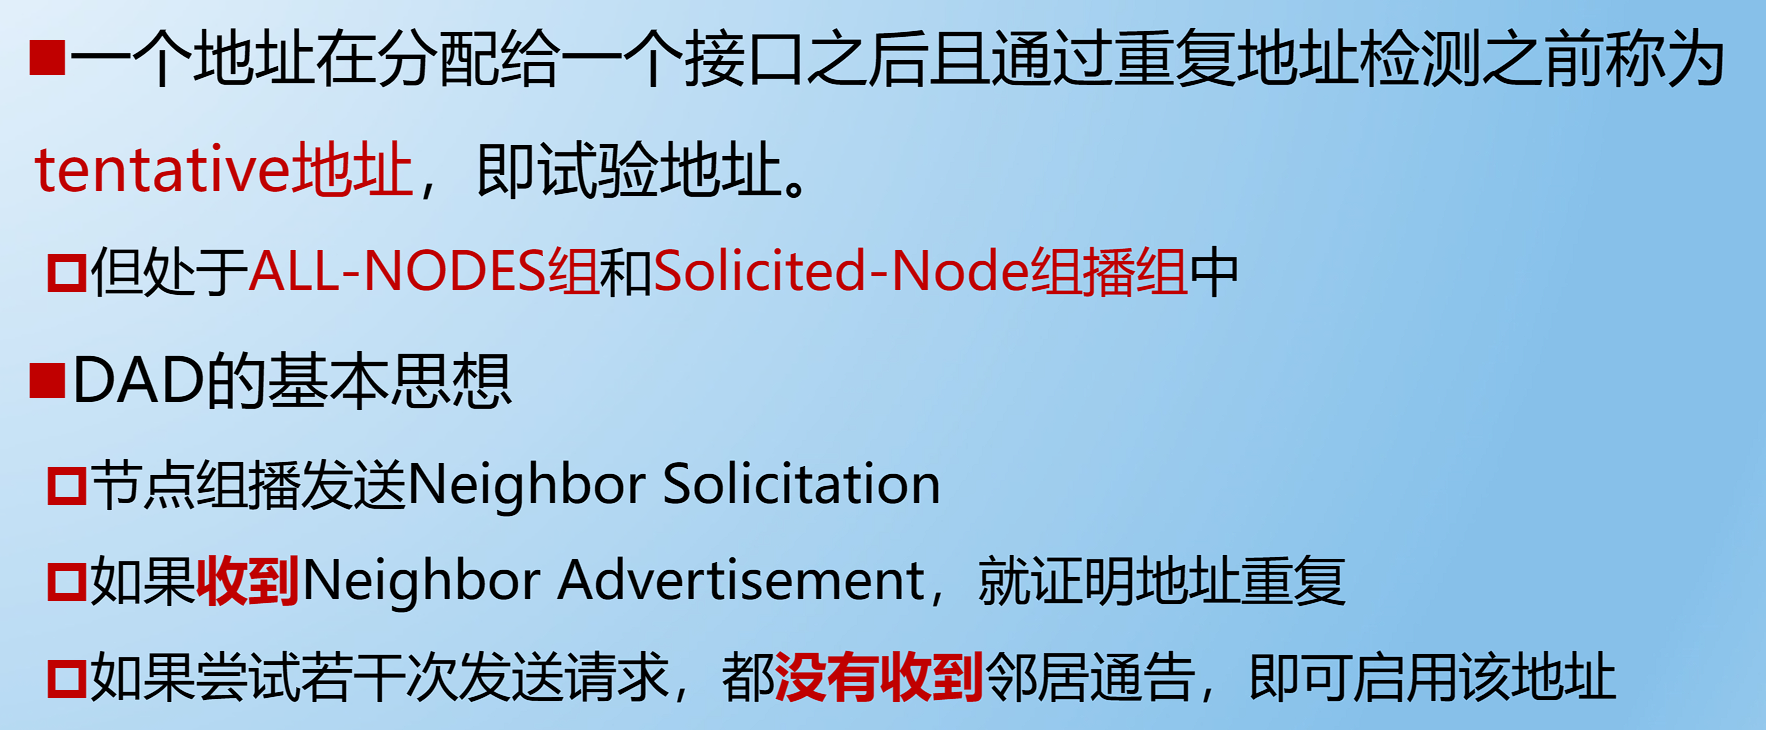 ■一个地址在分配给一个接口之后且通过重复地址检测之前称为
tentative地址，即试验地址。
□但处于ALL-NODES组和Solicited-Node组播组中
■DAD的基本思想
□节点组播发送Neighbor Solicitation
□如果收到Neighbor Advertisement，就证明地址重复
□如果尝试若干次发送请求，都没有收到邻居通告，即可启用该地址